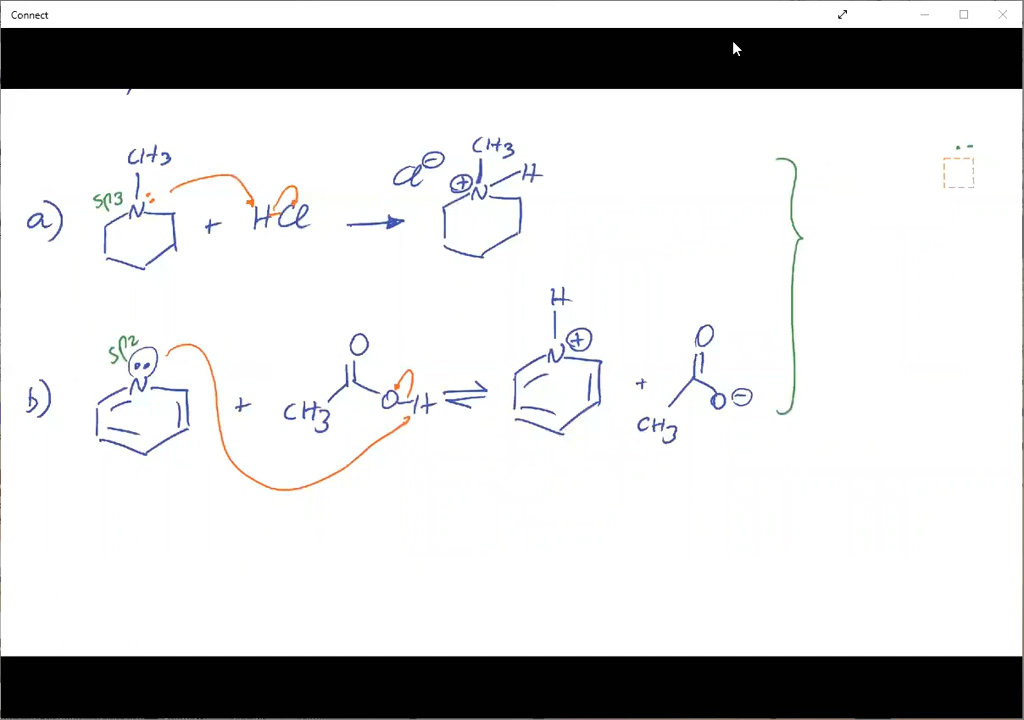 Connect
CH3
sp3
N
a)
+
HCl
Cl⊖
CH3
⊕N
H
sp2
N
b)
+
O
CH3
O-H
H
N⊕
+
O
CH3
O⊖